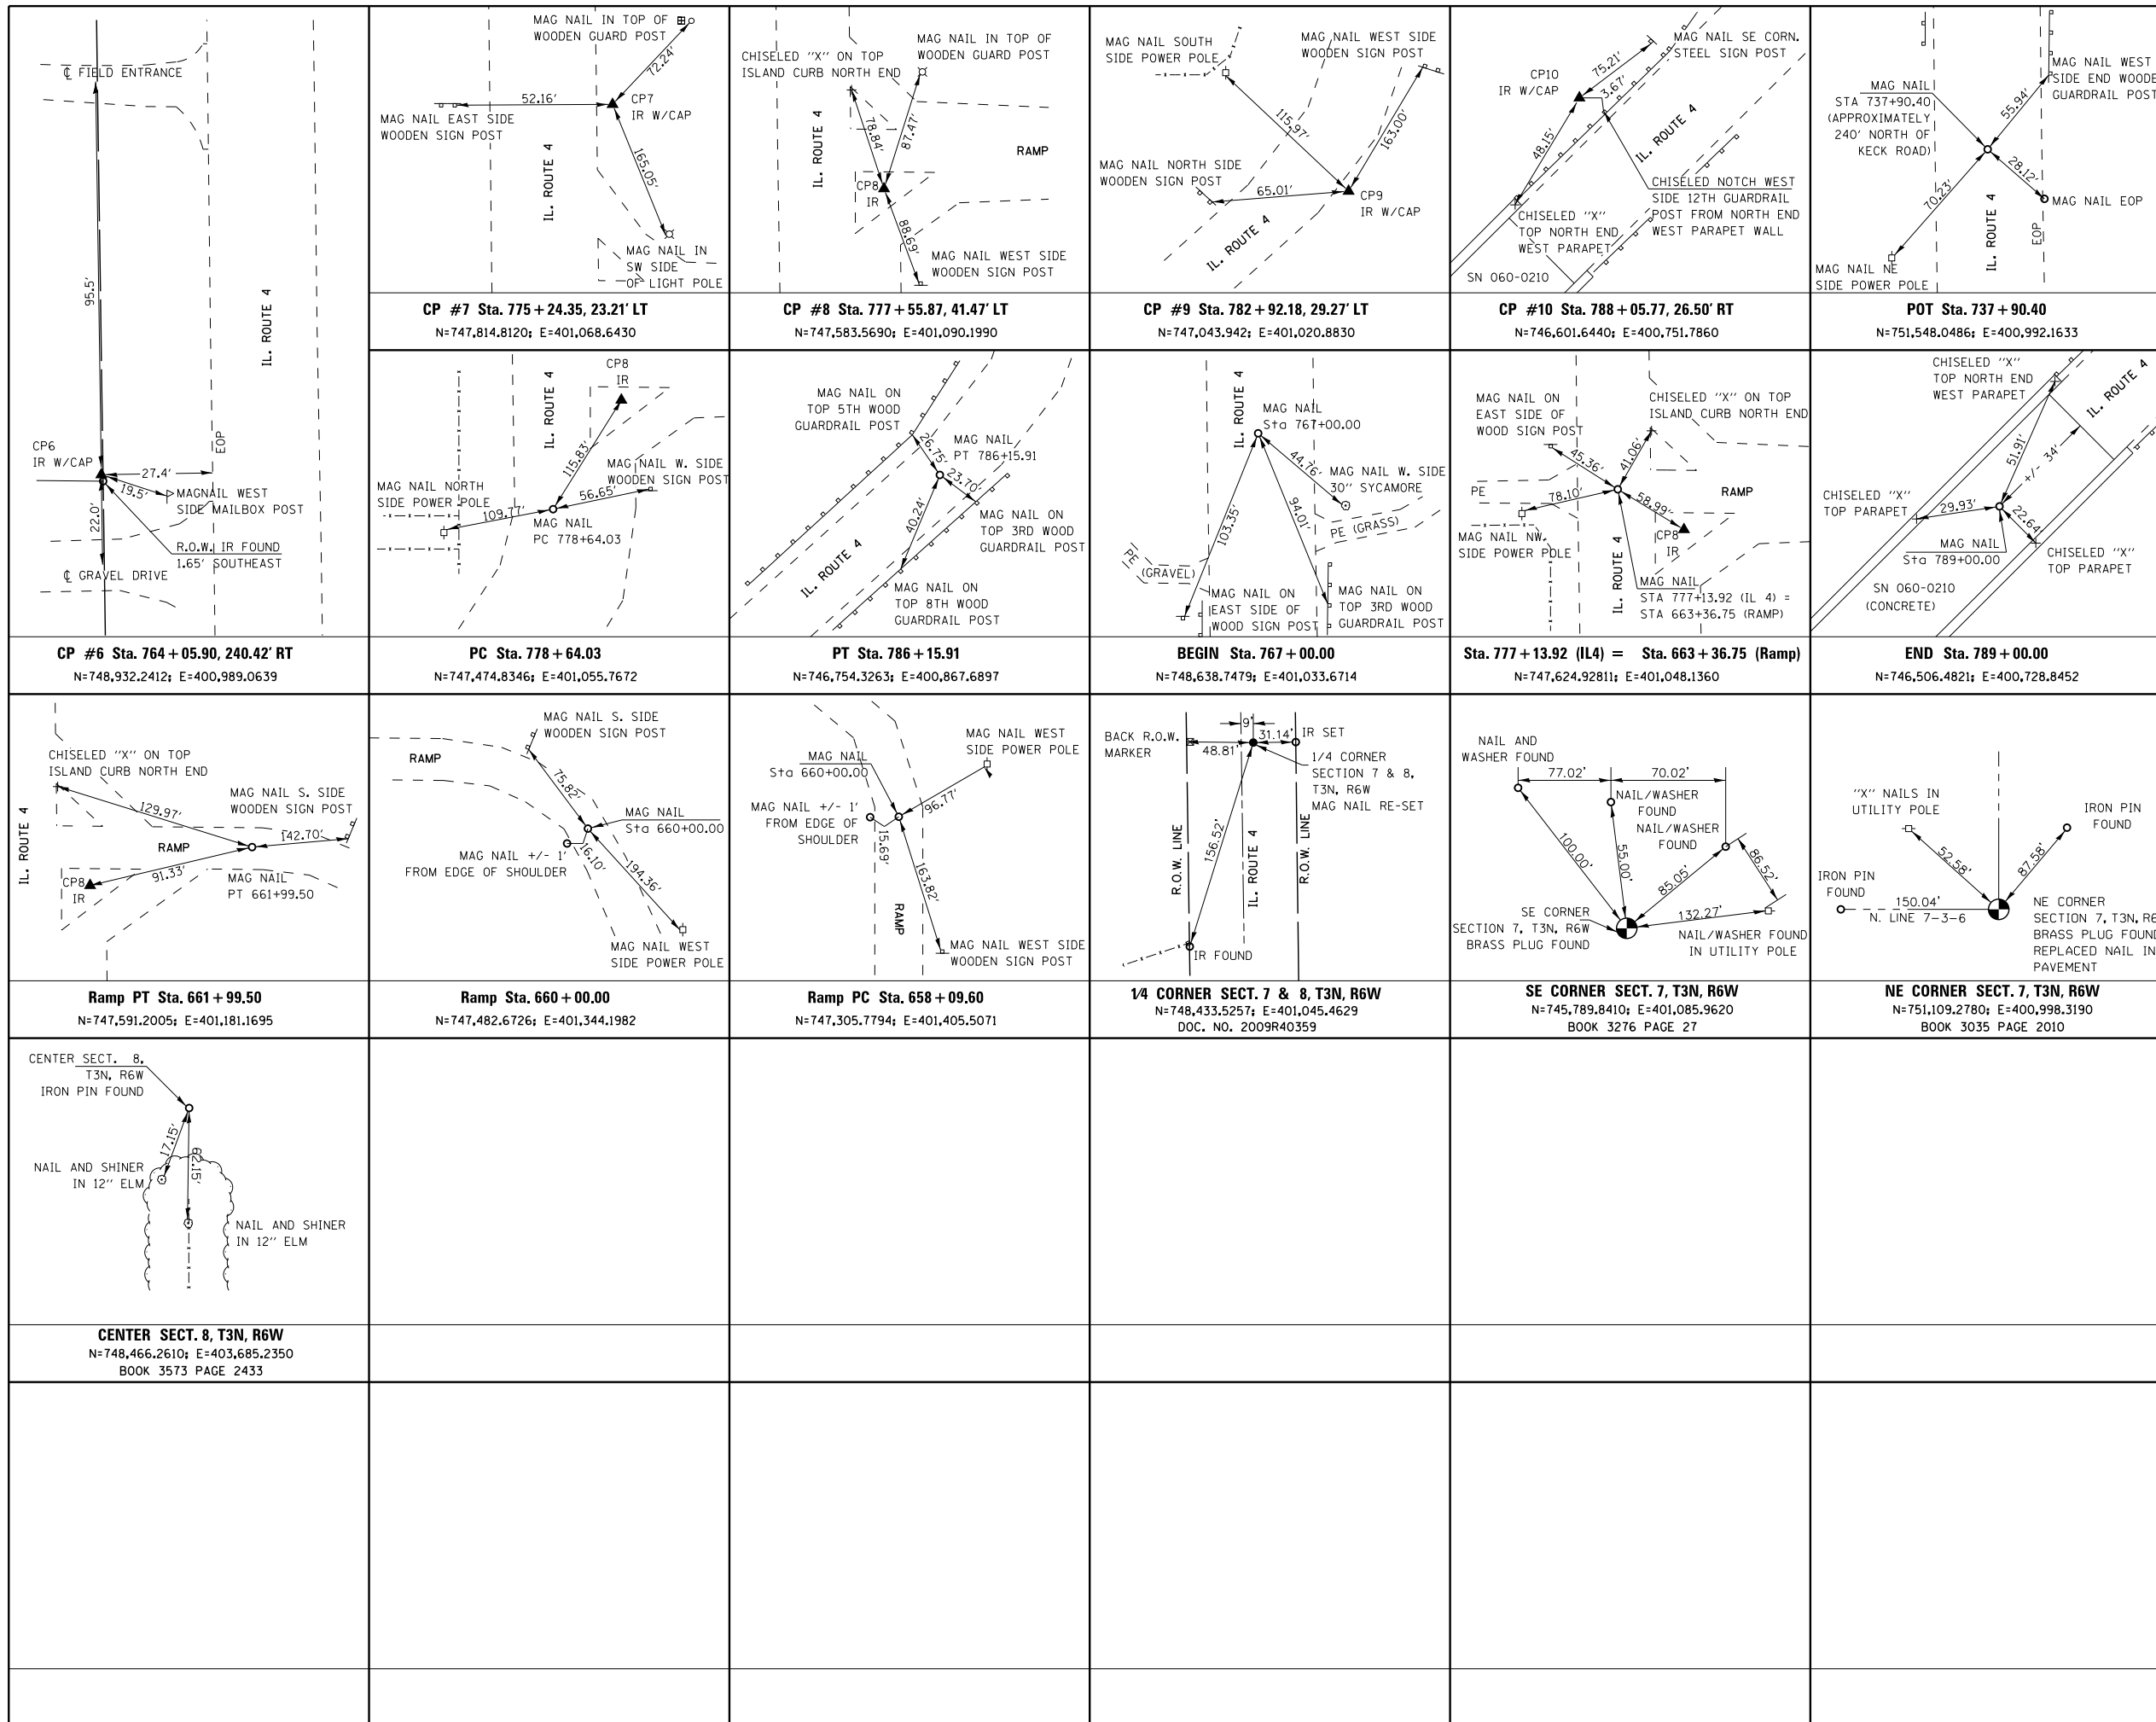 ℄ FIELD ENTRANCE
95.5'
IL. ROUTE 4
CP6
IR W/CAP
EOP
27.4'
19.5'
MAGNAIL WEST
SIDE MAILBOX POST
22.0'
R.O.W. IR FOUND
1.65' SOUTHEAST
℄ GRAVEL DRIVE
CP #6 Sta. 764+05.90, 240.42' RT
N=748,932.2412; E=400,989.0639
MAG NAIL IN TOP OF
WOODEN GUARD POST
72.24'
52.16'
CP7
IR W/CAP
MAG NAIL EAST SIDE
WOODEN SIGN POST
IL. ROUTE 4
165.05'
MAG NAIL IN
SW SIDE
OF LIGHT POLE
CP #7 Sta. 775+24.35, 23.21' LT
N=747,814.8120; E=401,068.6430
MAG NAIL IN TOP OF
WOODEN GUARD POST
CHISELED "X" ON TOP
ISLAND CURB NORTH END
IL. ROUTE 4
78.84'
87.47'
RAMP
CP8
IR
88.69'
MAG NAIL WEST SIDE
WOODEN SIGN POST
CP #8 Sta. 777+55.87, 41.47' LT
N=747,583.5690; E=401,090.1990
MAG NAIL SOUTH
SIDE POWER POLE
MAG NAIL WEST SIDE
WOODEN SIGN POST
115.97'
163.00'
MAG NAIL NORTH SIDE
WOODEN SIGN POST
65.01'
CP9
IR W/CAP
IL. ROUTE 4
CP #9 Sta. 782+92.18, 29.27' LT
N=747,043.942; E=401,020.8830
MAG NAIL SE CORN.
STEEL SIGN POST
75.21'
CP10
IR W/CAP
3.67'
48.15'
IL. ROUTE 4
CHISELED NOTCH WEST
SIDE 12TH GUARDRAIL
POST FROM NORTH END
WEST PARAPET WALL
CHISELED "X"
TOP NORTH END
WEST PARAPET
SN 060-0210
CP #10 Sta. 788+05.77, 26.50' RT
N=746,601.6440; E=400,751.7860
MAG NAIL WEST
SIDE END WOODE
GUARDRAIL POST
MAG NAIL
STA 737+90.40
(APPROXIMATELY
240' NORTH OF
KECK ROAD)
55.94'
28.12'
70.23'
MAG NAIL EOP
IL. ROUTE 4
EOP
MAG NAIL NE
SIDE POWER POLE
POT Sta. 737+90.40
N=751,548.0486; E=400,992.1633
CP8
IR
IL. ROUTE 4
115.83'
MAG NAIL W. SIDE
WOODEN SIGN POST
MAG NAIL NORTH
SIDE POWER POLE
56.65'
109.77'
MAG NAIL
PC 778+64.03
PC Sta. 778+64.03
N=747,474.8346; E=401,055.7672
MAG NAIL ON
TOP 5TH WOOD
GUARDRAIL POST
26.75'
MAG NAIL
PT 786+15.91
23.70'
40.24'
MAG NAIL ON
TOP 3RD WOOD
GUARDRAIL POST
IL. ROUTE 4
MAG NAIL ON
TOP 8TH WOOD
GUARDRAIL POST
PT Sta. 786+15.91
N=746,754.3263; E=400,867.6897
IL. ROUTE 4
MAG NAIL
Sta 767+00.00
44.76'
MAG NAIL W. SIDE
30" SYCAMORE
103.35'
94.01'
PE (GRASS)
PE
(GRAVEL)
MAG NAIL ON
EAST SIDE OF
WOOD SIGN POST
MAG NAIL ON
TOP 3RD WOOD
GUARDRAIL POST
BEGIN Sta. 767+00.00
N=748,638.7479; E=401,033.6714
MAG NAIL ON
EAST SIDE OF
WOOD SIGN POST
CHISELED "X" ON TOP
ISLAND CURB NORTH END
45.36'
41.06'
PE
78.10'
58.99'
RAMP
MAG NAIL NW.
SIDE POWER POLE
CP8
IR
IL. ROUTE 4
MAG NAIL
STA 777+13.92 (IL 4) =
STA 663+36.75 (RAMP)
Sta. 777+13.92 (IL4) = Sta. 663+36.75 (Ramp)
N=747,624.92811; E=401,048.1360
CHISELED "X"
TOP NORTH END
WEST PARAPET
IL. ROUTE 4
51.91'
+/- 34'
CHISELED "X"
TOP PARAPET
29.93'
22.64'
MAG NAIL
Sta 789+00.00
CHISELED "X"
TOP PARAPET
SN 060-0210
(CONCRETE)
END Sta. 789+00.00
N=746,506.4821; E=400,728.8452
CHISELED "X" ON TOP
ISLAND CURB NORTH END
MAG NAIL S. SIDE
WOODEN SIGN POST
129.97'
142.70'
IL. ROUTE 4
RAMP
91.33'
CP8
IR
MAG NAIL
PT 661+99.50
Ramp PT Sta. 661+99.50
N=747,591.2005; E=401,181.1695
MAG NAIL S. SIDE
WOODEN SIGN POST
RAMP
75.82'
MAG NAIL
Sta 660+00.00
MAG NAIL +/- 1'
FROM EDGE OF SHOULDER
16.10'
194.36'
MAG NAIL WEST
SIDE POWER POLE
Ramp Sta. 660+00.00
N=747,482.6726; E=401,344.1982
MAG NAIL WEST
SIDE POWER POLE
MAG NAIL
Sta 660+00.00
MAG NAIL +/- 1'
FROM EDGE OF
SHOULDER
96.77'
15.69'
163.82'
RAMP
MAG NAIL WEST SIDE
WOODEN SIGN POST
Ramp PC Sta. 658+09.60
N=747,305.7794; E=401,405.5071
9'
BACK R.O.W.
MARKER
48.81'
31.14'
IR SET
1/4 CORNER
SECTION 7 & 8,
T3N, R6W
MAG NAIL RE-SET
156.52'
R.O.W. LINE
IL. ROUTE 4
R.O.W. LINE
IR FOUND
1/4 CORNER SECT. 7 & 8, T3N, R6W
N=748,433.5257; E=401,045.4629
DOC. NO. 2009R40359
NAIL AND
WASHER FOUND
77.02'
70.02'
NAIL/WASHER
FOUND
NAIL/WASHER
FOUND
100.00'
55.00'
85.05'
86.52'
132.27'
SE CORNER
SECTION 7, T3N, R6W
BRASS PLUG FOUND
NAIL/WASHER FOUND
IN UTILITY POLE
SE CORNER SECT. 7, T3N, R6W
N=745,789.8410; E=401,085.9620
BOOK 3276 PAGE 27
"X" NAILS IN
UTILITY POLE
IRON PIN
FOUND
52.58'
87.58'
IRON PIN
FOUND
150.04'
N. LINE 7-3-6
NE CORNER
SECTION 7, T3N, R6
BRASS PLUG FOUND
REPLACED NAIL IN
PAVEMENT
NE CORNER SECT. 7, T3N, R6W
N=751,109.2780; E=400,998.3190
BOOK 3035 PAGE 2010
CENTER SECT. 8,
T3N, R6W
IRON PIN FOUND
17.15'
62.15'
NAIL AND SHINER
IN 12" ELM
NAIL AND SHINER
IN 12" ELM
CENTER SECT. 8, T3N, R6W
N=748,466.2610; E=403,685.2350
BOOK 3573 PAGE 2433